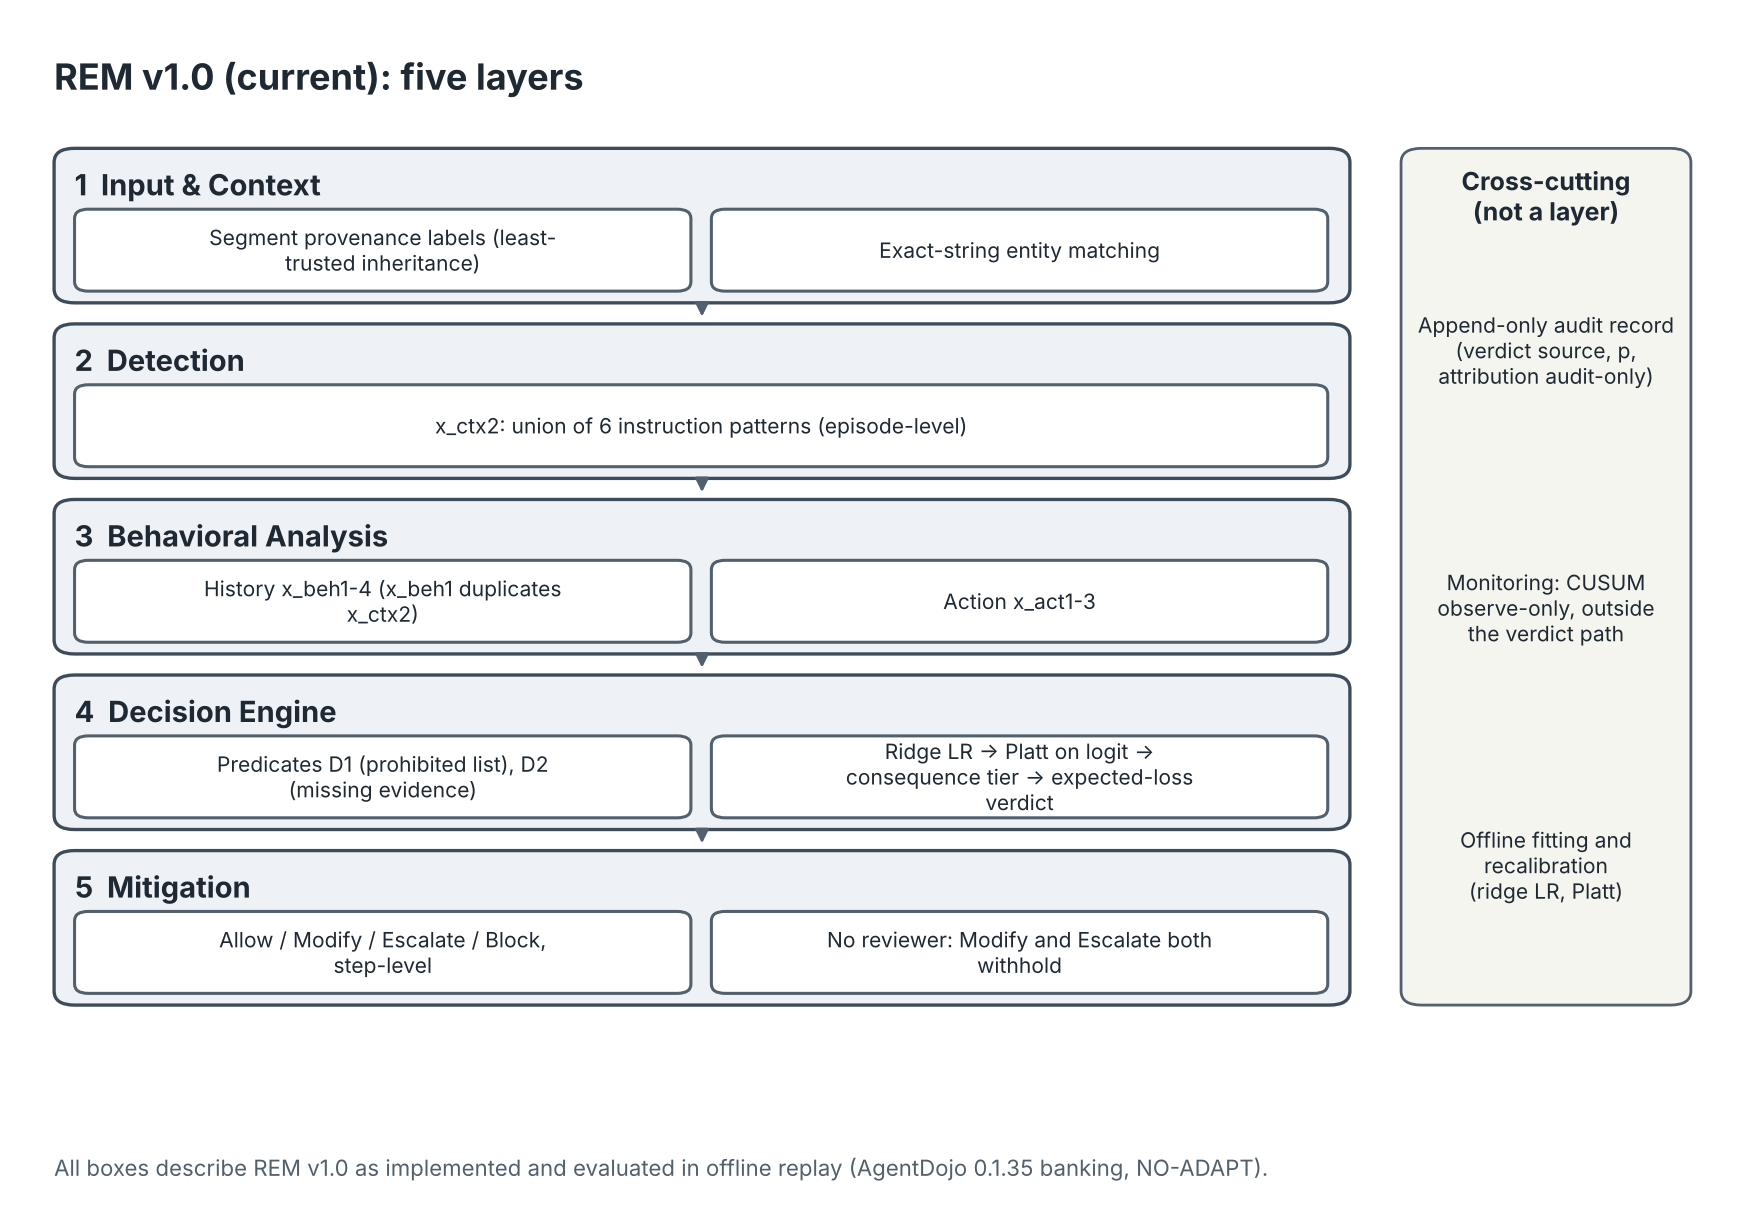 REM v1.0 (current): five layers
1 Input & Context
Segment provenance labels (least-
trusted inheritance)
Exact-string entity matching
2 Detection
x_ctx2: union of 6 instruction patterns (episode-level)
3 Behavioral Analysis
History x_beh1-4 (x_beh1 duplicates
x_ctx2)
Action x_act1-3
4 Decision Engine
Predicates D1 (prohibited list), D2
(missing evidence)
Ridge LR → Platt on logit →
consequence tier → expected-loss
verdict
5 Mitigation
Allow / Modify / Escalate / Block,
step-level
No reviewer: Modify and Escalate both
withhold
Cross-cutting
(not a layer)
Append-only audit record
(verdict source, p,
attribution audit-only)
Monitoring: CUSUM
observe-only, outside
the verdict path
Offline fitting and
recalibration
(ridge LR, Platt)
All boxes describe REM v1.0 as implemented and evaluated in offline replay (AgentDojo 0.1.35 banking, NO-ADAPT).